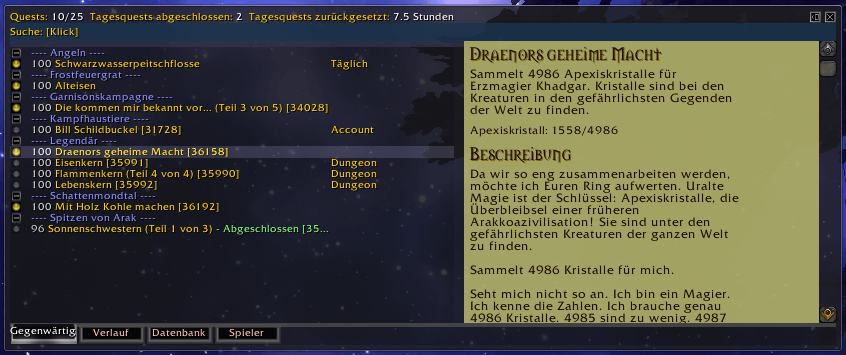 Quests: 10/25 Tagesquests abgeschlossen: 2 Tagesquests zurückgesetzt: 7.5 Stunden
Suche: [Klick]
---- Angeln ----
100 Schwarzwasserpeitschflosse Täglich
---- Frostfeuergrat ----
100 Alteisen
---- Garnisonskampagne ----
100 Die kommen mir bekannt vor... (Teil 3 von 5) [34028]
---- Kampfhaustiere ----
100 Bill Schildbuckel [31728] Account
---- Legendär ----
100 Draenors geheime Macht [36158]
100 Eisenkern [35991] Dungeon
100 Flammenkern (Teil 4 von 4) [35990] Dungeon
100 Lebenskern [35992] Dungeon
---- Schattenmondtal ----
100 Mit Holz Kohle machen [36192]
---- Spitzen von Arak ----
96 Sonnenschwestern (Teil 1 von 3) - Abgeschlossen [35...
Draenors geheime Macht
Sammelt 4986 Apexiskristalle für
Erzmagier Khadgar. Kristalle sind bei den
Kreaturen in den gefährlichsten Gegenden
der Welt zu finden.
Apexiskristall: 1558/4986
Beschreibung
Da wir so eng zusammenarbeiten werden,
möchte ich Euren Ring aufwerten. Uralte
Magie ist der Schlüssel: Apexiskristalle, die
Überbleibsel einer früheren
Arakkoazivilisation! Sie sind unter den
gefährlichsten Kreaturen der ganzen Welt
zu finden.
Sammelt 4986 Kristalle für mich.
Seht mich nicht so an. Ich bin ein Magier.
Ich kenne die Zahlen. Ich brauche genau
4986 Kristalle. 4985 sind zu wenig. 4987
Gegenwärtig Verlauf Datenbank Spieler